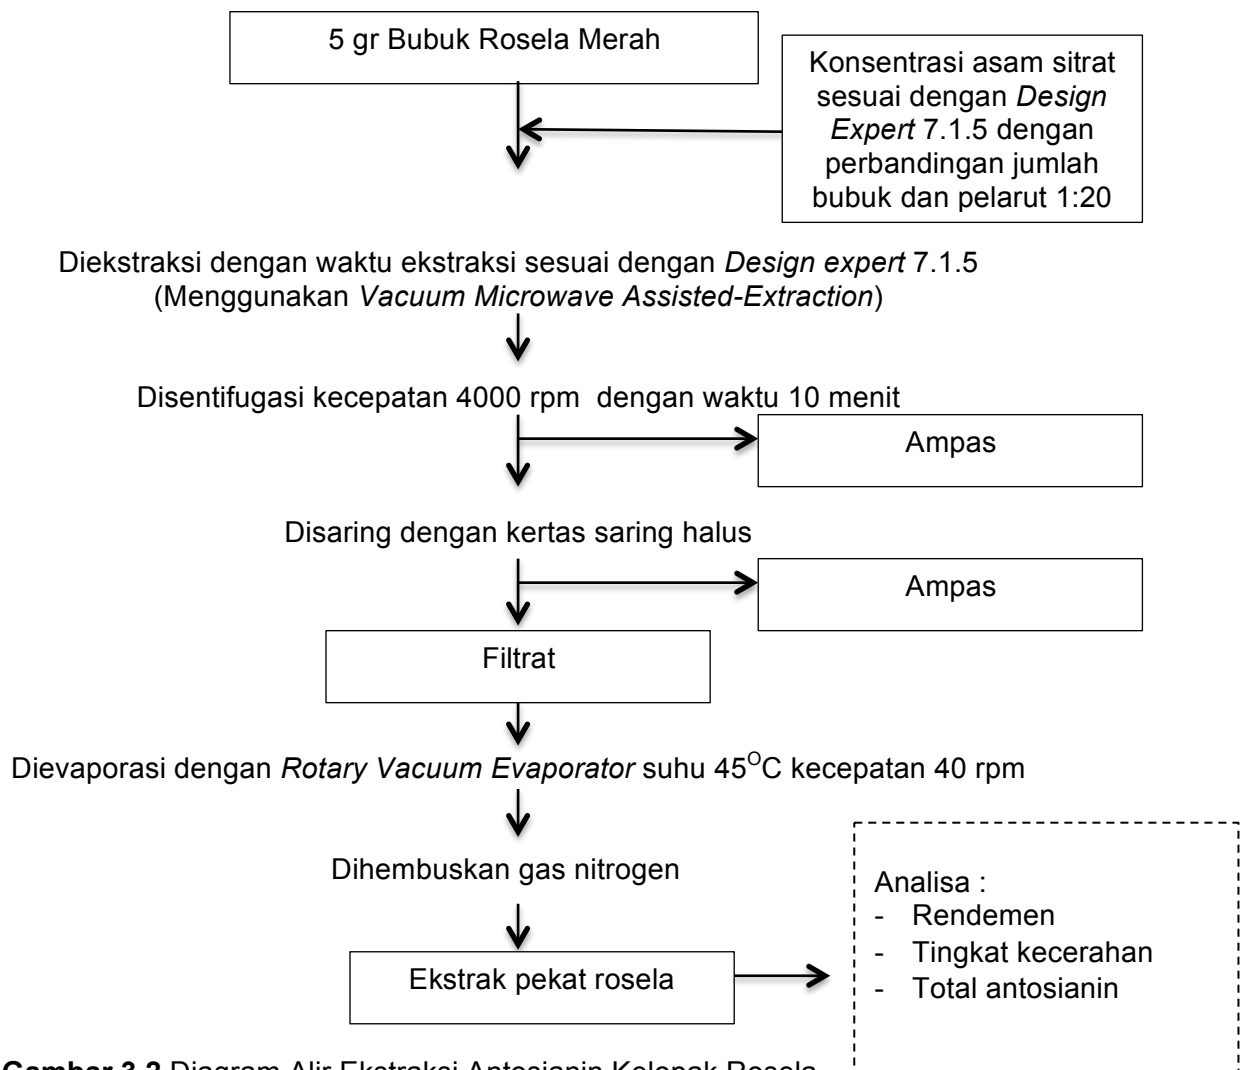 5 gr Bubuk Rosela Merah
Konsentrasi asam sitrat
sesuai dengan Design
Expert 7.1.5 dengan
perbandingan jumlah
bubuk dan pelarut 1:20
Diekstraksi dengan waktu ekstraksi sesuai dengan Design expert 7.1.5
(Menggunakan Vacuum Microwave Assisted-Extraction)
Disentifugasi kecepatan 4000 rpm dengan waktu 10 menit
Ampas
Disaring dengan kertas saring halus
Ampas
Filtrat
Dievaporasi dengan Rotary Vacuum Evaporator suhu 45°C kecepatan 40 rpm
Dihembuskan gas nitrogen
Ekstrak pekat rosela
Analisa :
- Rendemen
- Tingkat kecerahan
- Total antosianin
Gambar 3.2 Diagram Alir Ekstraksi Antosianin Kelopak Rosela